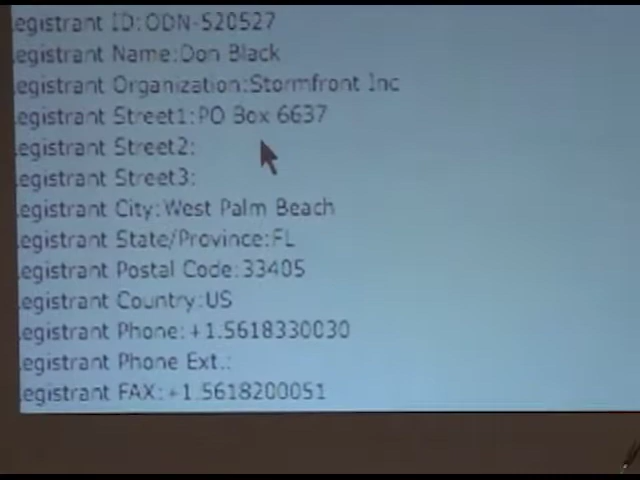 egistrant ID:ODN-520527
egistrant Name:Don Black
egistrant Organization:Stormfront Inc
egistrant Street1:PO Box 6637
egistrant Street2:
egistrant Street3:
egistrant City:West Palm Beach
egistrant State/Province:FL
egistrant Postal Code:33405
egistrant Country:US
egistrant Phone:+1.5618330030
egistrant Phone Ext.:
egistrant FAX:+1.5618200051